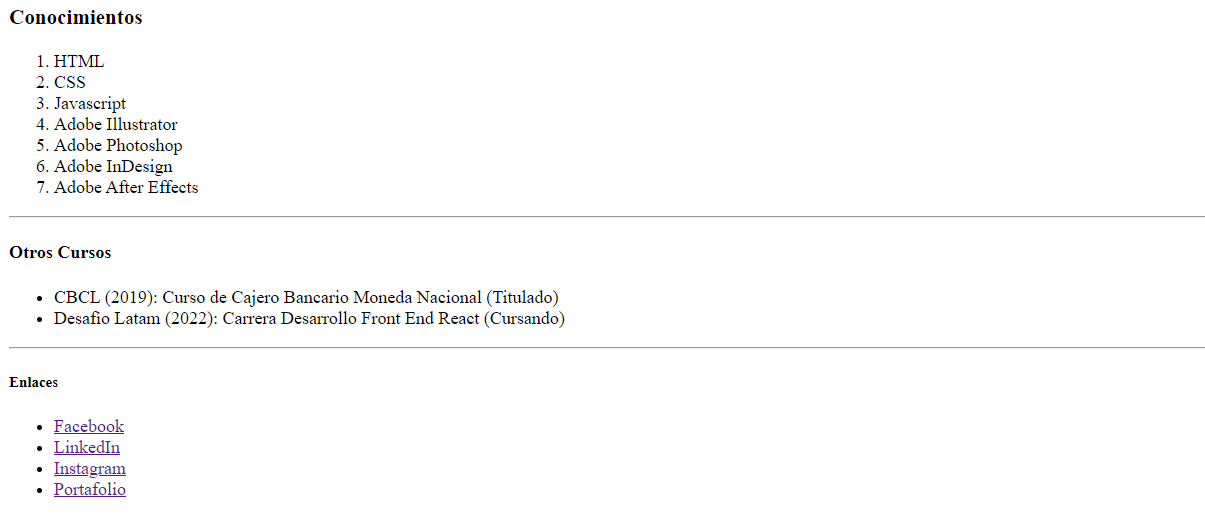 Conocimientos
1. HTML
2. CSS
3. Javascript
4. Adobe Illustrator
5. Adobe Photoshop
6. Adobe InDesign
7. Adobe After Effects
Otros Cursos
• CBCL (2019): Curso de Cajero Bancario Moneda Nacional (Titulado)
• Desafio Latam (2022): Carrera Desarrollo Front End React (Cursando)
Enlaces
• Facebook
• LinkedIn
• Instagram
• Portafolio